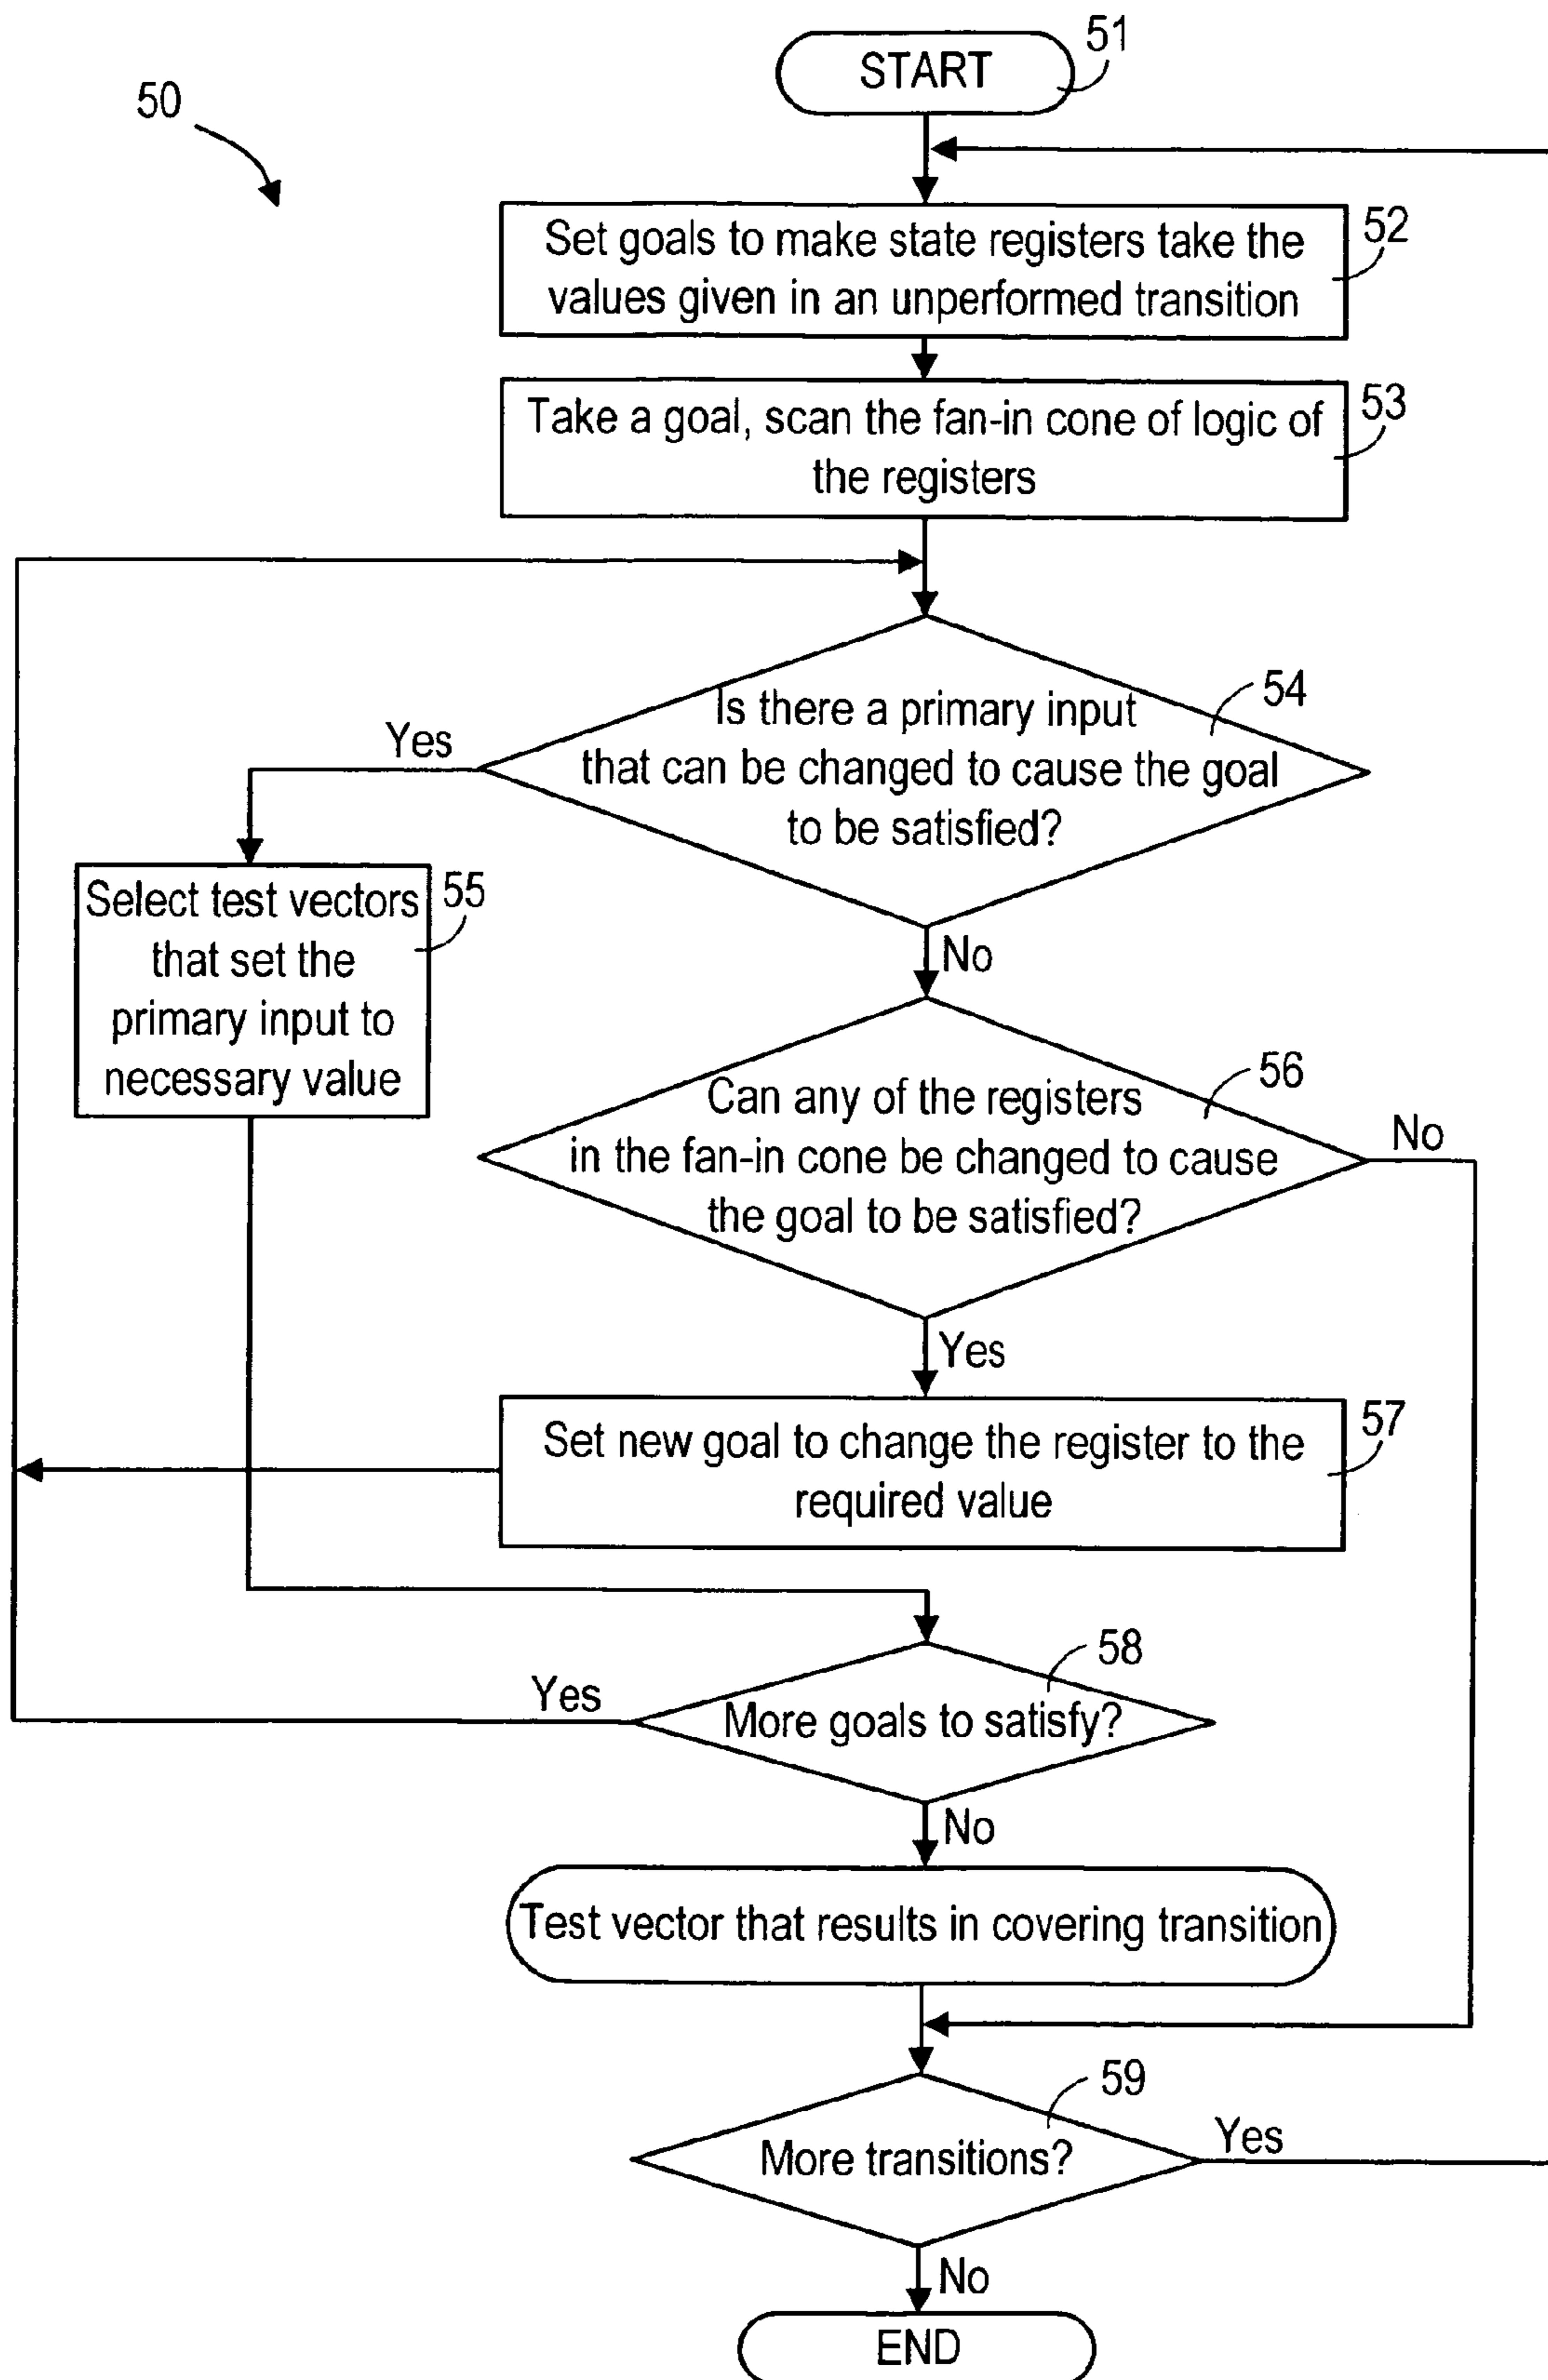 START
51
50
Set goals to make state registers take the
values given in an unperformed transition
52
Take a goal, scan the fan-in cone of logic of
the registers
53
Is there a primary input
that can be changed to cause the goal
to be satisfied?
54
Yes
Select test vectors
that set the
primary input to
necessary value
55
No
Can any of the registers
in the fan-in cone be changed to cause
the goal to be satisfied?
56
No
Yes
Set new goal to change the register to the
required value
57
More goals to satisfy?
58
Yes
No
Test vector that results in covering transition
More transitions?
59
Yes
No
END